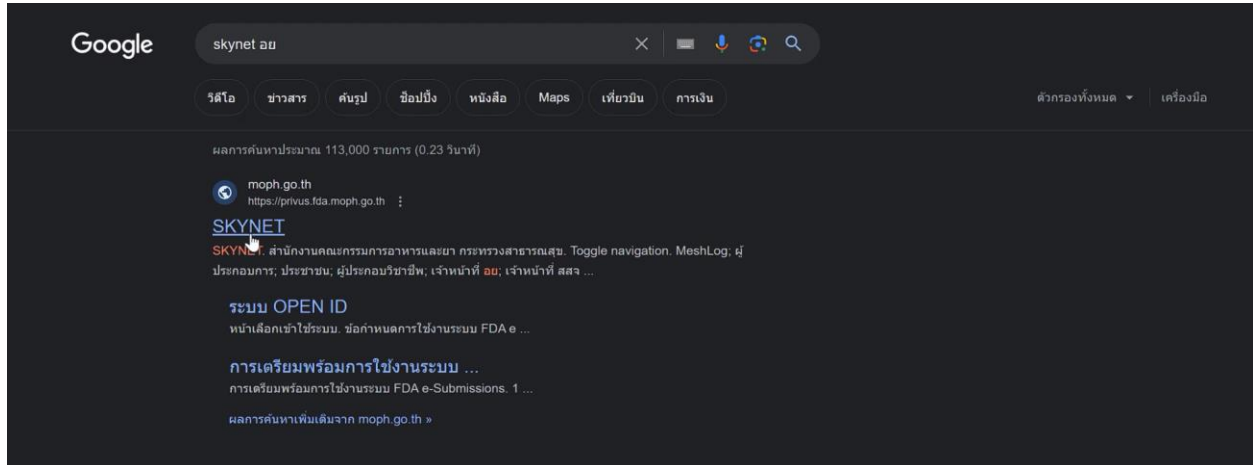 Google
skynet อย
วิดีโอ ข่าวสาร ค้นรูป ช็อปปิ้ง หนังสือ Maps เที่ยวบิน การเงิน ตัวกรองทั้งหมด เครื่องมือ
ผลการค้นหาประมาณ 113,000 รายการ (0.23 วินาที)
moph.go.th
https://privus.fda.moph.go.th
SKYNET
SKYNET. สำนักงานคณะกรรมการอาหารและยา กระทรวงสาธารณสุข. Toggle navigation. MeshLog; ผู้
ประกอบการ; ประชาชน; ผู้ประกอบวิชาชีพ; เจ้าหน้าที่ อย; เจ้าหน้าที่ สสจ ...
ระบบ OPEN ID
หน้าเลือกเข้าใช้ระบบ. ข้อกำหนดการใช้งานระบบ FDA e ...
การเตรียมพร้อมการใช้งานระบบ ...
การเตรียมพร้อมการใช้งานระบบ FDA e-Submissions. 1 ...
ผลการค้นหาเพิ่มเติมจาก moph.go.th »